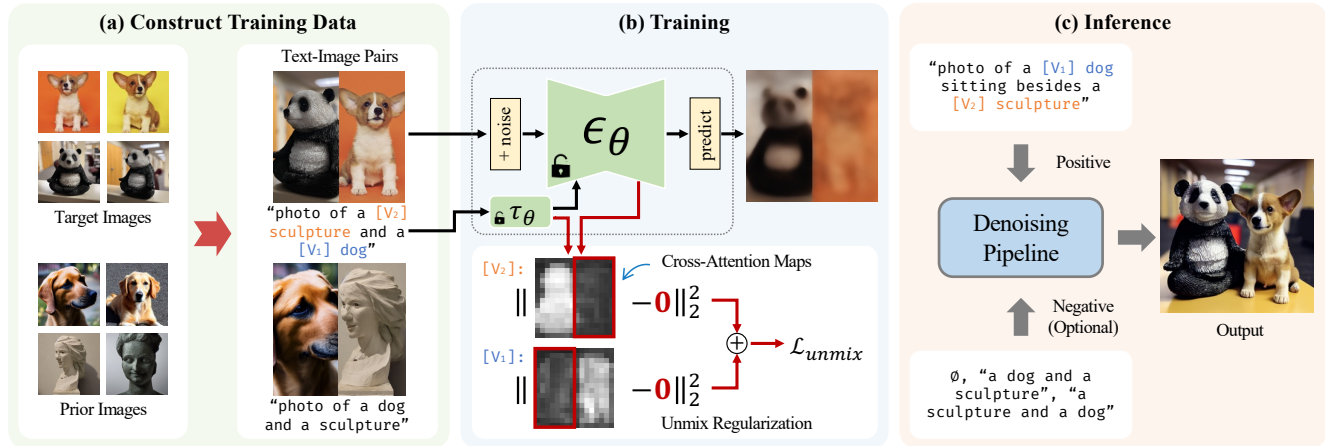 (a) Construct Training Data
Target Images
Prior Images
Text-Image Pairs
“photo of a [V₂]
sculpture and a
[V₁] dog”
“photo of a dog
and a sculpture”
(b) Training
+ noise
ϵ_θ
predict
τ_θ
Cross-Attention Maps
[V₂]:
‖ −0‖₂²
[V₁]:
‖ −0‖₂²
+
ℒ_unmix
Unmix Regularization
(c) Inference
“photo of a [V₁] dog
sitting besides a
[V₂] sculpture”
Positive
Denoising
Pipeline
Negative
(Optional)
Output
∅, “a dog and a
sculpture”, “a
sculpture and a dog”